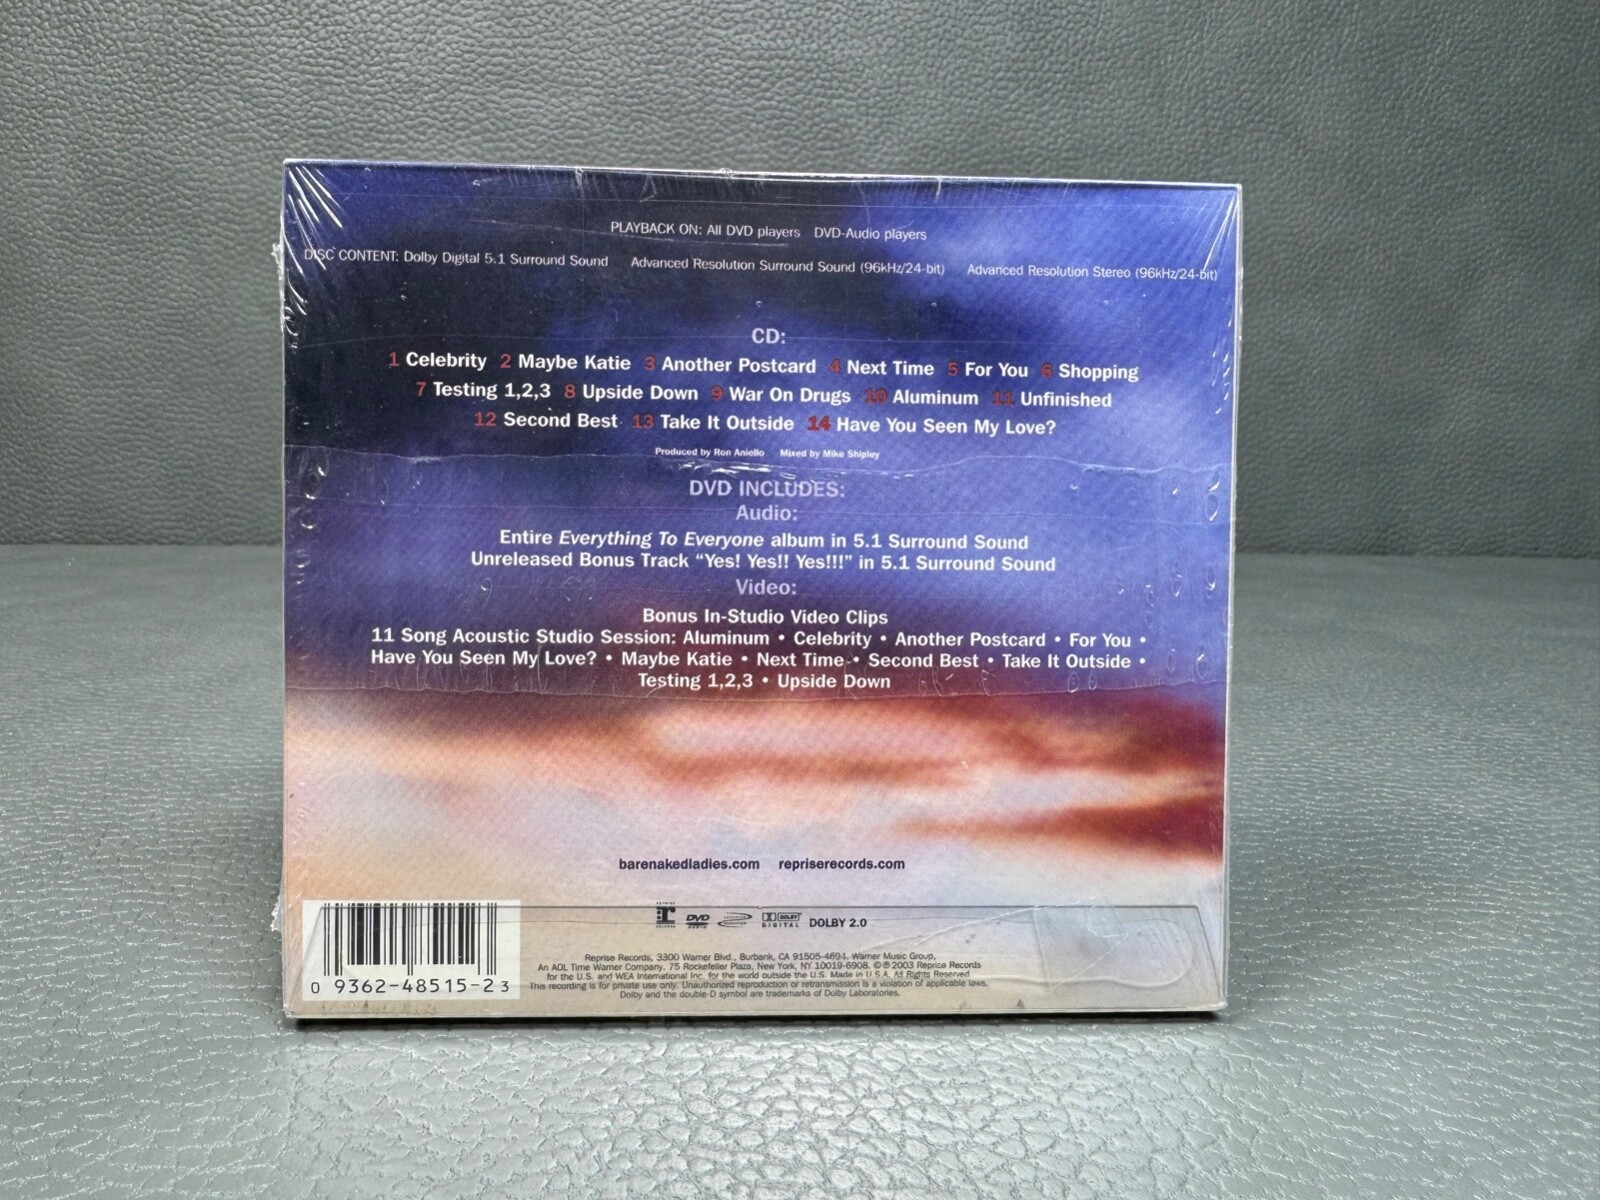 PLAYBACK ON: All DVD players DVD-Audio players
DISC CONTENT: Dolby Digital 5.1 Surround Sound Advanced Resolution Surround Sound (96kHz/24-bit) Advanced Resolution Stereo (96kHz/24-bit)
CD:
1 Celebrity 2 Maybe Katie 3 Another Postcard 4 Next Time 5 For You 6 Shopping
7 Testing 1,2,3 8 Upside Down 9 War On Drugs 10 Aluminum 11 Unfinished
12 Second Best 13 Take It Outside 14 Have You Seen My Love?
Produced by Ron Aniello Mixed by Mike Shipley
DVD INCLUDES:
Audio:
Entire Everything To Everyone album in 5.1 Surround Sound
Unreleased Bonus Track “Yes! Yes!! Yes!!!” in 5.1 Surround Sound
Video:
Bonus In-Studio Video Clips
11 Song Acoustic Studio Session: Aluminum • Celebrity • Another Postcard • For You •
Have You Seen My Love? • Maybe Katie • Next Time • Second Best • Take It Outside •
Testing 1,2,3 • Upside Down
barenakedladies.com repriserecords.com
r DVD AUDIO DOLBY DIGITAL DOLBY 2.0
Reprise Records, 3300 Warner Blvd., Burbank, CA 91505-4694. Warner Music Group,
An AOL Time Warner Company. 75 Rockefeller Plaza, New York, NY 10019-6908. ©℗ 2003 Reprise Records
for the U.S. and WEA International Inc. for the world outside the U.S. Made in U.S.A. All Rights Reserved.
This recording is for private use only. Unauthorized reproduction or retransmission is a violation of applicable laws.
Dolby and the double-D symbol are trademarks of Dolby Laboratories.
0 9362-48515-2 3